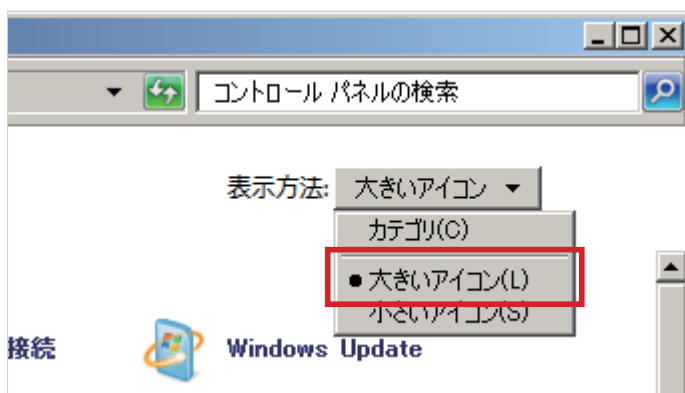 コントロール パネルの検索
表示方法: 大きいアイコン
カテゴリ(C)
大きいアイコン(L)
小さいアイコン(S)
接続
Windows Update